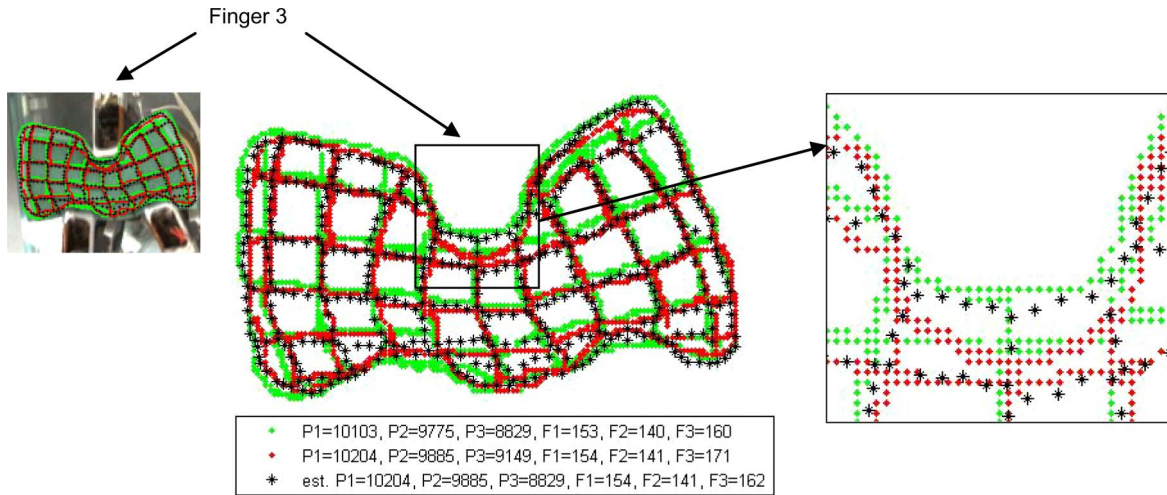 Finger 3
P1=10103, P2=9775, P3=8829, F1=153, F2=140, F3=160
P1=10204, P2=9885, P3=9149, F1=154, F2=141, F3=171
est. P1=10204, P2=9885, P3=8829, F1=154, F2=141, F3=162